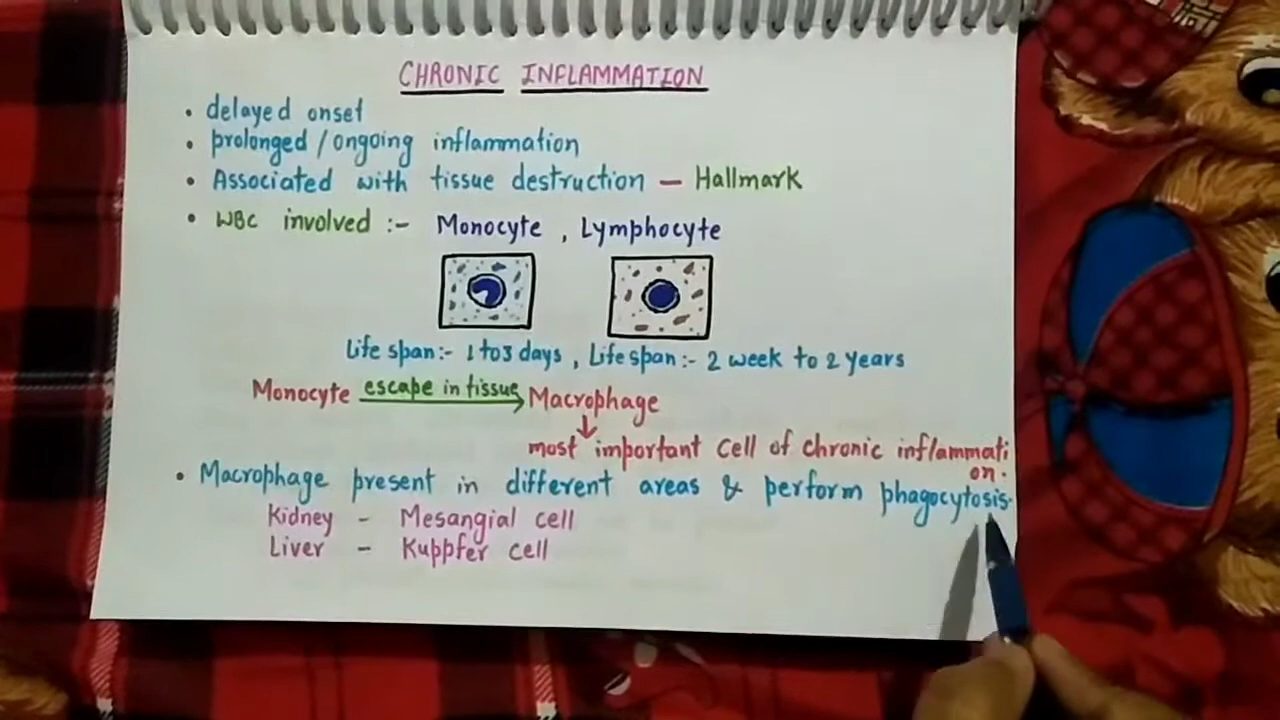 CHRONIC INFLAMMATION
• delayed onset
• prolonged / ongoing inflammation
• Associated with tissue destruction — Hallmark
• WBC involved :- Monocyte , Lymphocyte
Life span:- 1 to 3 days , Life span:- 2 week to 2 years
Monocyte escape in tissue → Macrophage
↓
most important cell of chronic inflammati
on.
• Macrophage present in different areas & perform phagocytosis.
Kidney - Mesangial cell
Liver - Kuppfer cell